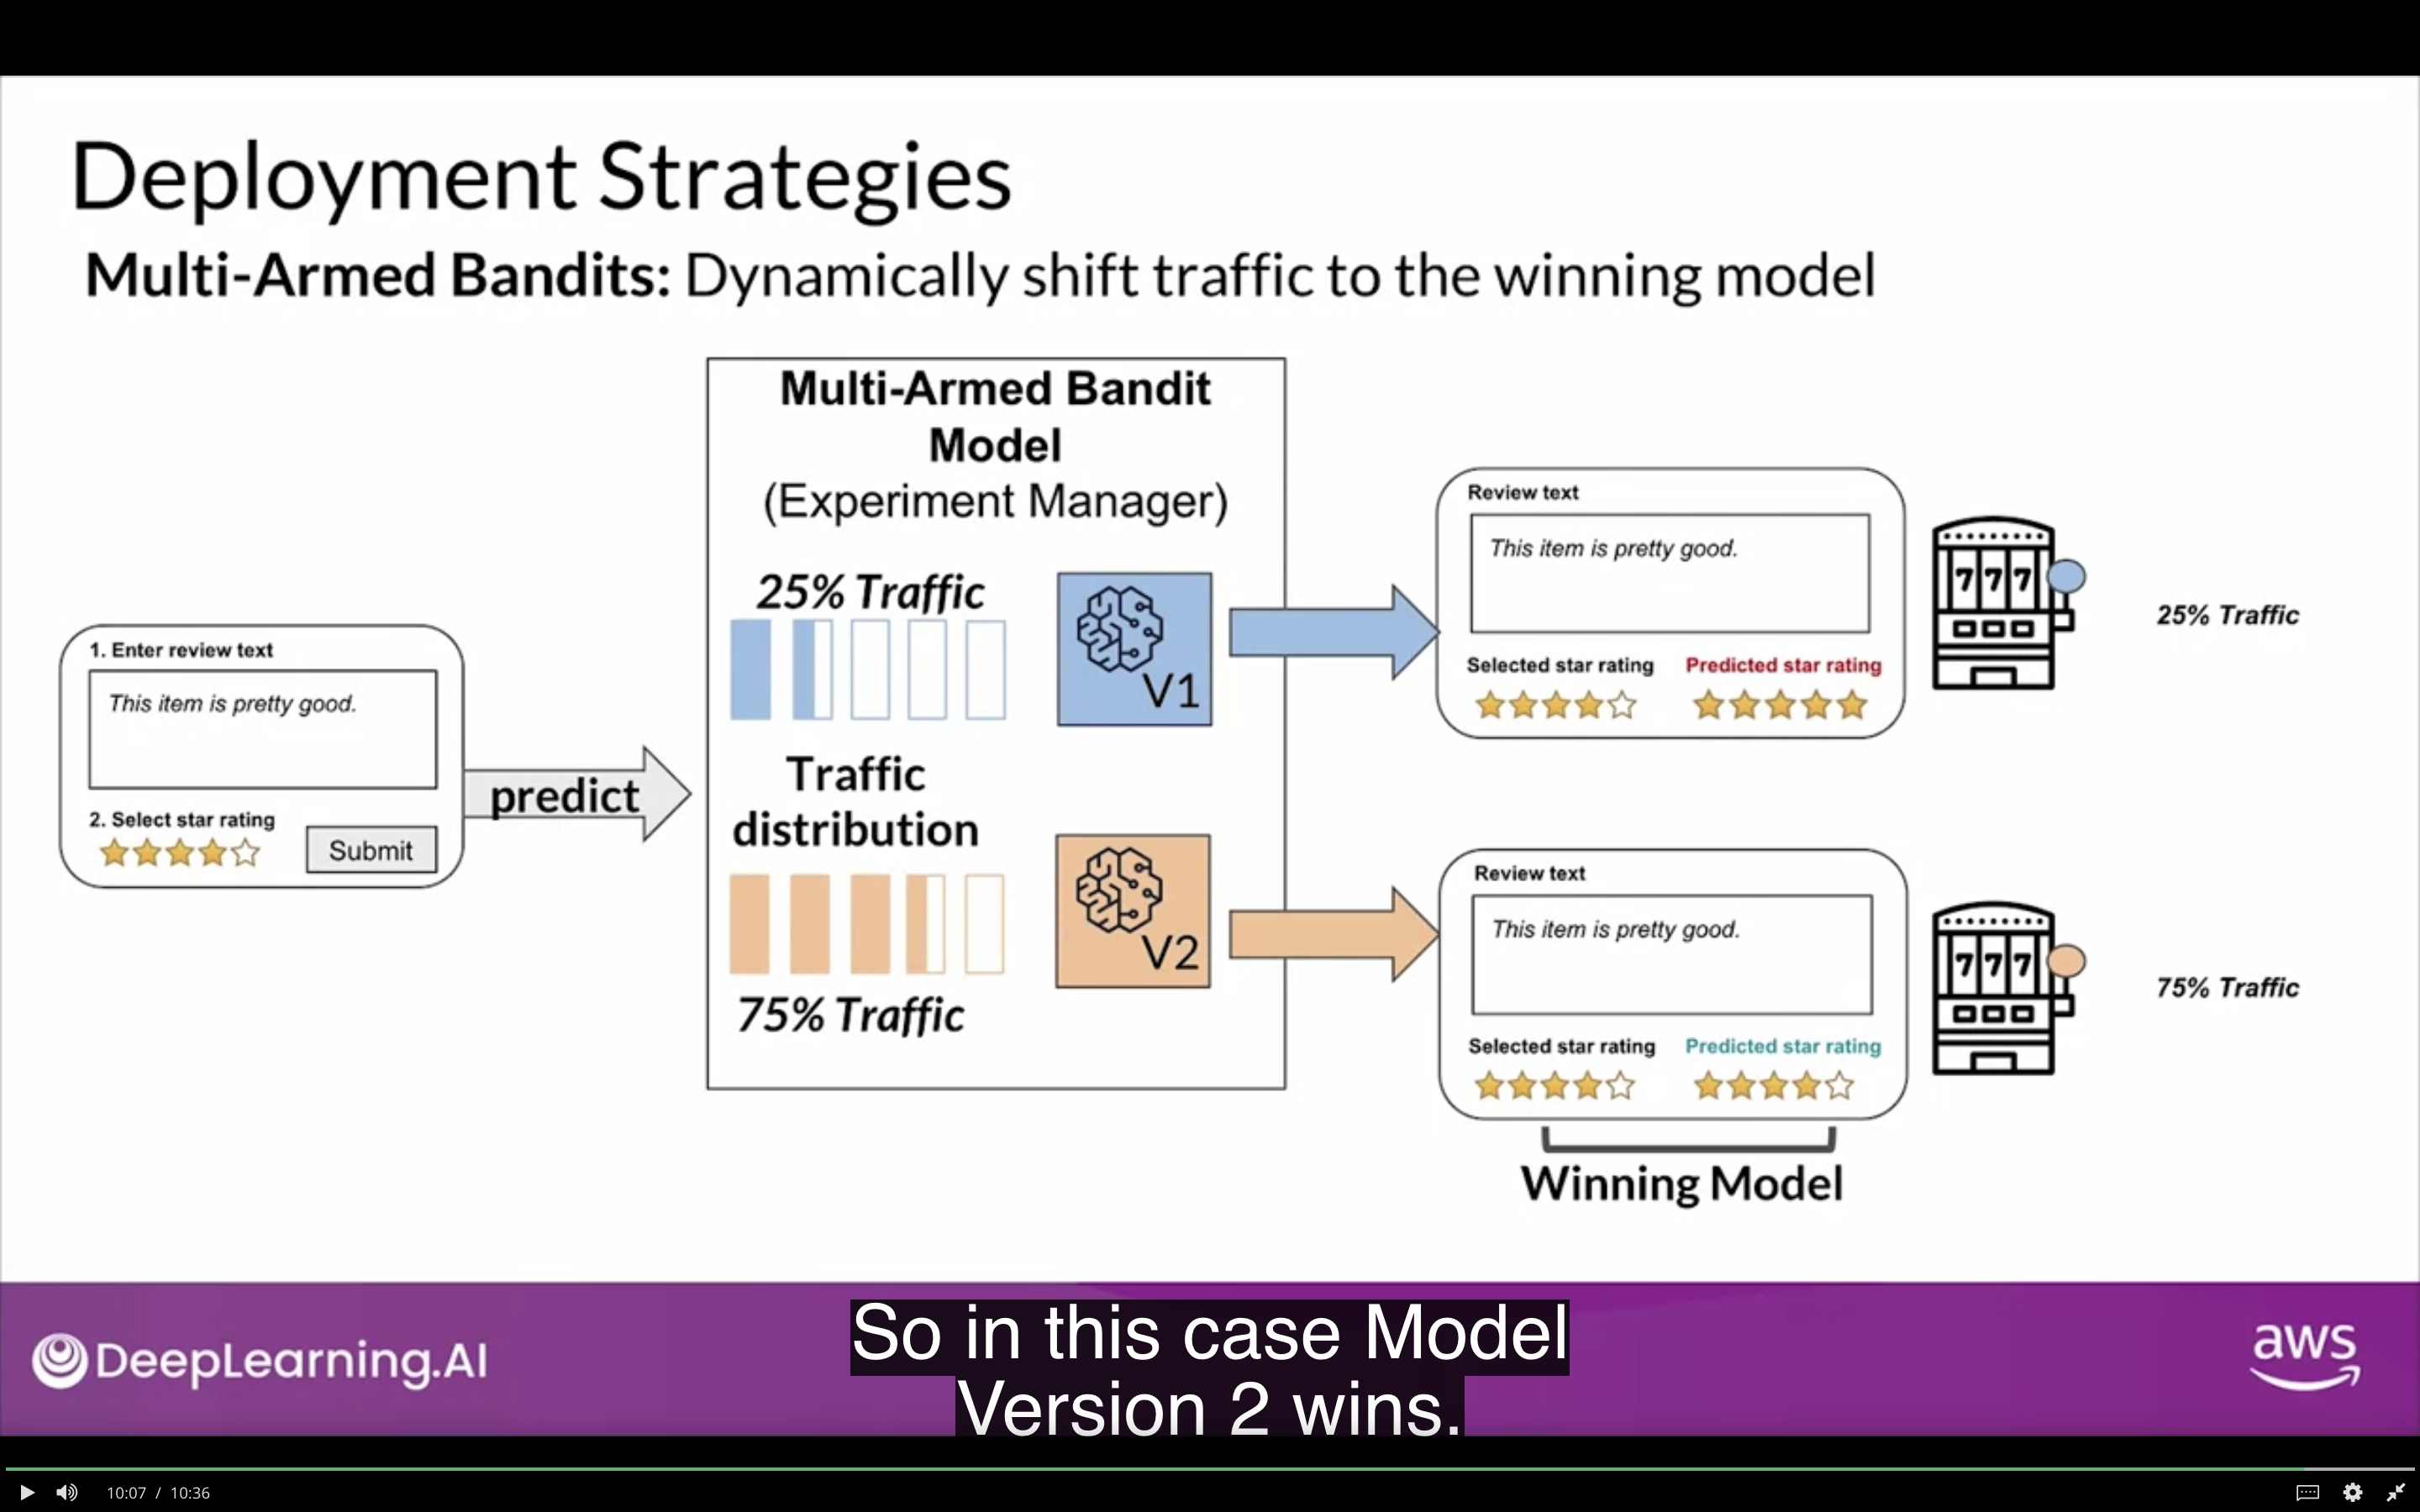 Deployment Strategies
Multi-Armed Bandits: Dynamically shift traffic to the winning model
1. Enter review text
This item is pretty good.
2. Select star rating
Submit
predict
Multi-Armed Bandit
Model
(Experiment Manager)
25% Traffic
V1
Traffic
distribution
V2
75% Traffic
Review text
This item is pretty good.
Selected star rating Predicted star rating
777
25% Traffic
Review text
This item is pretty good.
Selected star rating Predicted star rating
777
75% Traffic
Winning Model
DeepLearning.AI
So in this case Model
Version 2 wins.
aws
10:07 / 10:36